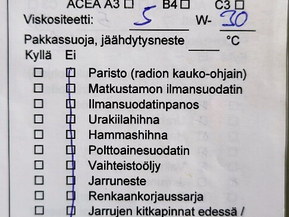 ACEA A3 ☐ B4 ☐ C3 ☐
Viskositeetti: 5 W- 30
Pakkassuoja, jäähdytysneste °C
Kyllä Ei
☐ ☐ Paristo (radion kauko-ohjain)
☐ ☐ Matkustamon ilmansuodatin
☐ ☐ Ilmansuodatinpanos
☐ ☐ Urakiilahihna
☐ ☐ Hammashihna
☐ ☐ Polttoainesuodatin
☐ ☐ Vaihteistoöljy
☐ ☐ Jarruneste
☐ ☐ Renkaankorjaussarja
☐ ☐ Jarrujen kitkapinnat edessä /